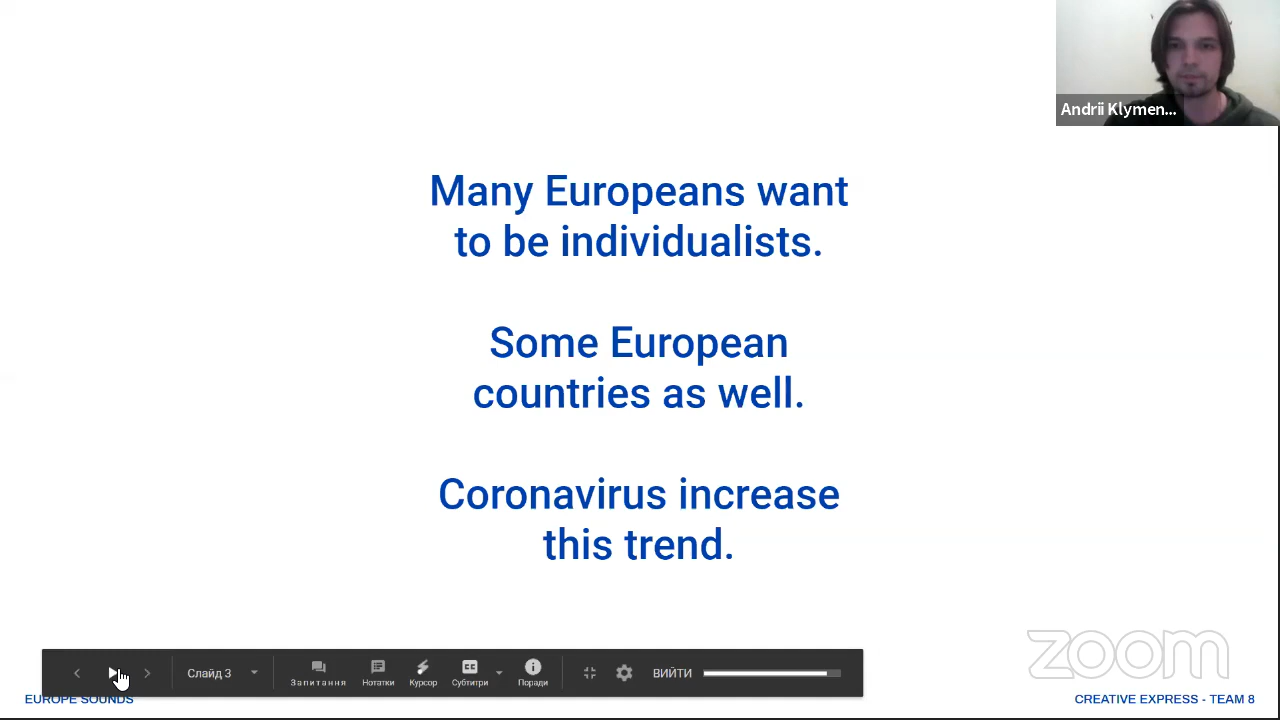 Andrii Klymen...
Many Europeans want
to be individualists.
Some European
countries as well.
Coronavirus increase
this trend.
zoom
Слайд 3
Запитання
Нотатки
Курсор
Субтитри
Поради
ВИЙТИ
EUROPE SOUNDS
CREATIVE EXPRESS - TEAM 8